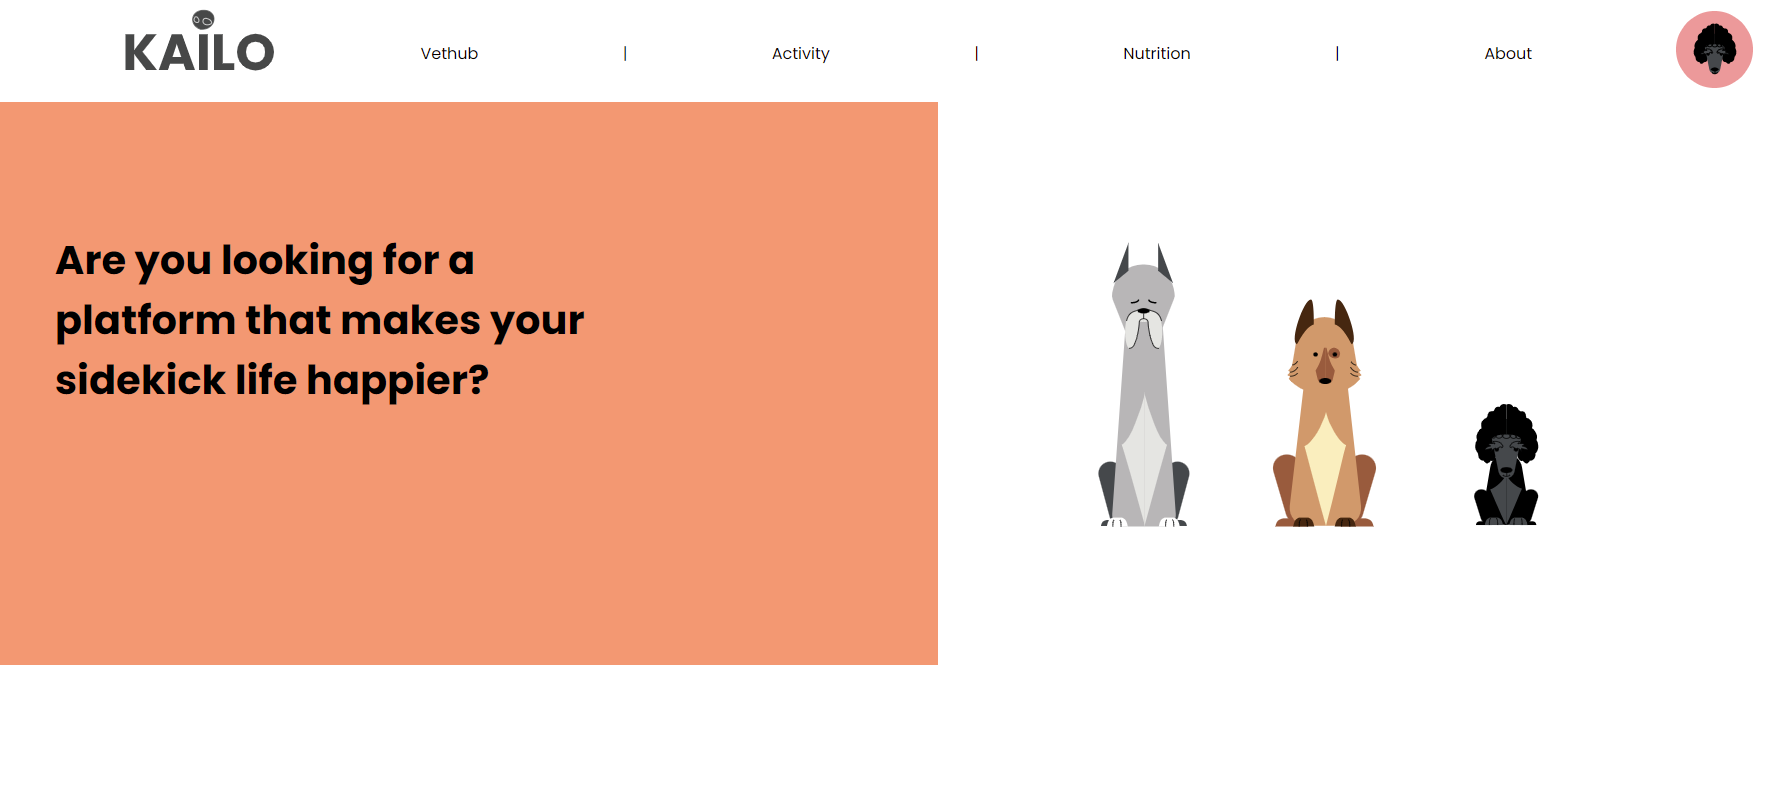 KAILO
Vethub | Activity | Nutrition | About
Are you looking for a
platform that makes your
sidekick life happier?